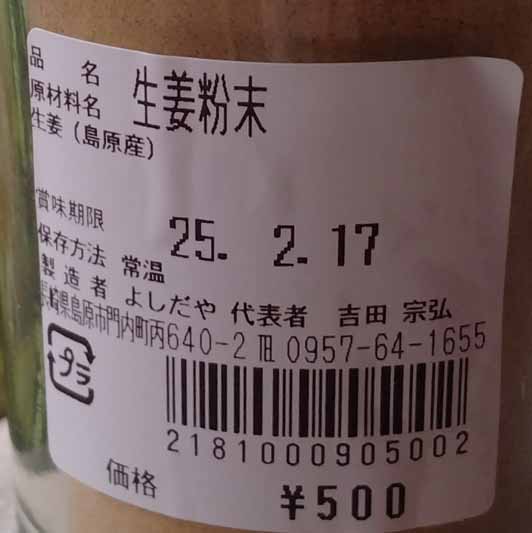 品 名 生姜粉末
原材料名
生姜(島原産)
賞味期限 25. 2.17
保存方法 常温
製造者 よしだや 代表者 吉田 宗弘
長崎県島原市門内町丙640-2 ℡ 0957-64-1655
プラ
2181000905002
価格 ¥500